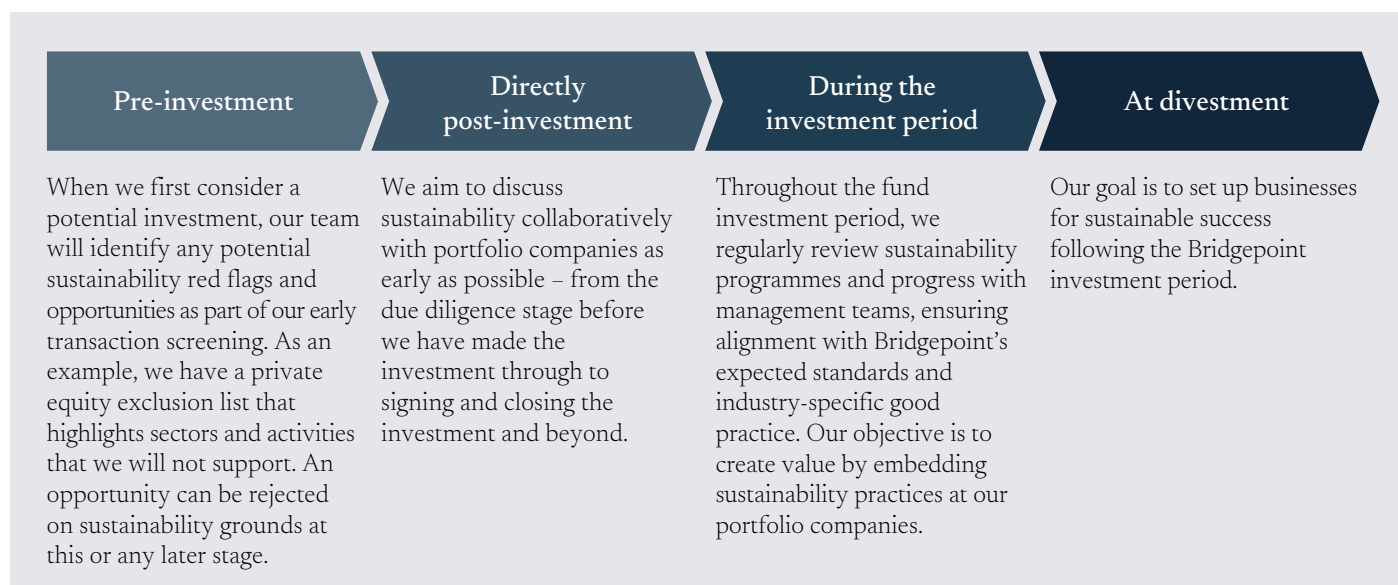 Pre-investment
When we first consider a
potential investment, our team
will identify any potential
sustainability red flags and
opportunities as part of our early
transaction screening. As an
example, we have a private
equity exclusion list that
highlights sectors and activities
that we will not support. An
opportunity can be rejected
on sustainability grounds at
this or any later stage.
Directly
post-investment
We aim to discuss
sustainability collaboratively
with portfolio companies as
early as possible – from the
due diligence stage before
we have made the
investment through to
signing and closing the
investment and beyond.
During the
investment period
Throughout the fund
investment period, we
regularly review sustainability
programmes and progress with
management teams, ensuring
alignment with Bridgepoint’s
expected standards and
industry-specific good
practice. Our objective is to
create value by embedding
sustainability practices at our
portfolio companies.
At divestment
Our goal is to set up businesses
for sustainable success
following the Bridgepoint
investment period.